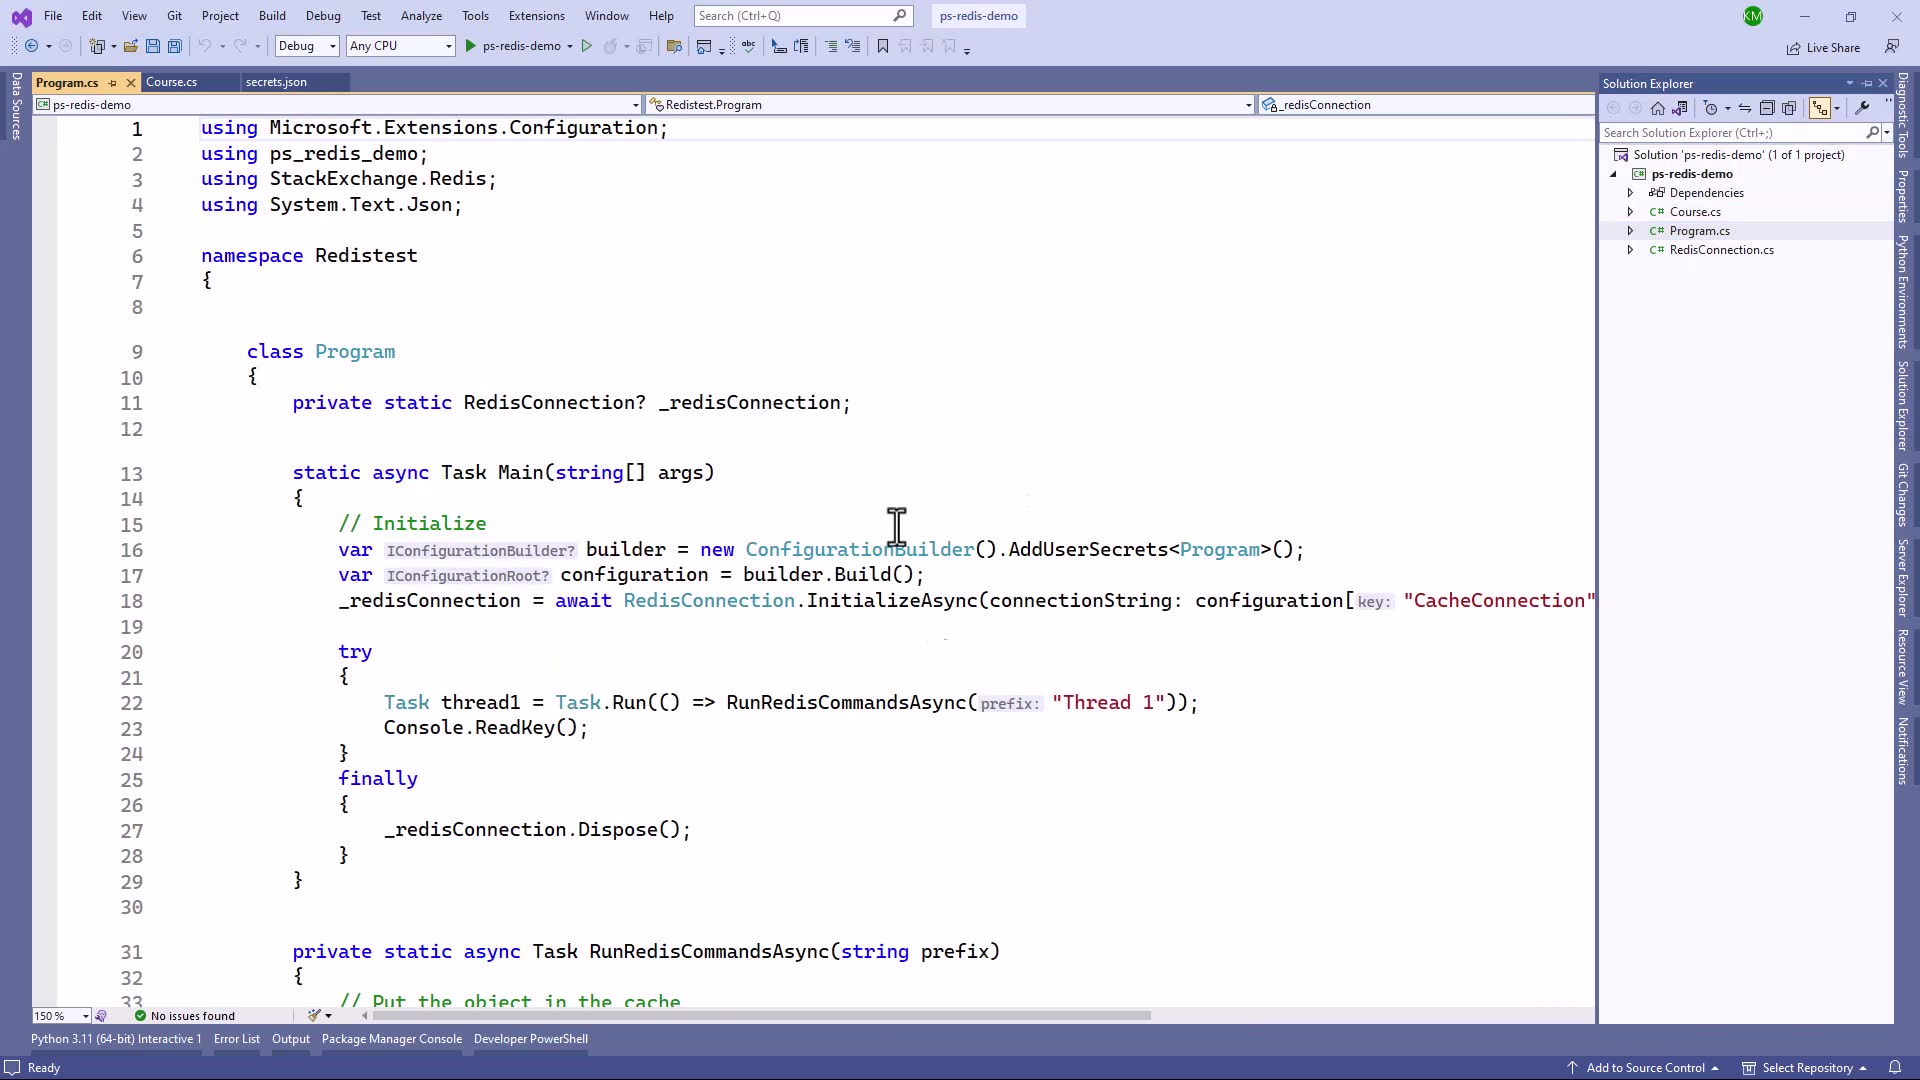 File Edit View Git Project Build Debug Test Analyze Tools Extensions Window Help Search (Ctrl+Q) ps-redis-demo KM
Debug Any CPU ps-redis-demo Live Share
Data Sources
Program.cs Course.cs secrets.json
ps-redis-demo Redistest.Program _redisConnection
1 using Microsoft.Extensions.Configuration;
2 using ps_redis_demo;
3 using StackExchange.Redis;
4 using System.Text.Json;
5
6 namespace Redistest
7 {
8
9 class Program
10 {
11 private static RedisConnection? _redisConnection;
12
13 static async Task Main(string[] args)
14 {
15 // Initialize
16 var IConfigurationBuilder? builder = new ConfigurationBuilder().AddUserSecrets<Program>();
17 var IConfigurationRoot? configuration = builder.Build();
18 _redisConnection = await RedisConnection.InitializeAsync(connectionString: configuration[key: "CacheConnection"
19
20 try
21 {
22 Task thread1 = Task.Run(() => RunRedisCommandsAsync(prefix: "Thread 1"));
23 Console.ReadKey();
24 }
25 finally
26 {
27 _redisConnection.Dispose();
28 }
29 }
30
31 private static async Task RunRedisCommandsAsync(string prefix)
32 {
33 // Put the object in the cache
150 % No issues found
Solution Explorer
Search Solution Explorer (Ctrl+;)
Solution 'ps-redis-demo' (1 of 1 project)
ps-redis-demo
Dependencies
C# Course.cs
C# Program.cs
C# RedisConnection.cs
Diagnostic Tools
Properties
Python Environments
Solution Explorer
Git Changes
Server Explorer
Resource View
Notifications
Python 3.11 (64-bit) Interactive 1 Error List Output Package Manager Console Developer PowerShell
Ready Add to Source Control Select Repository